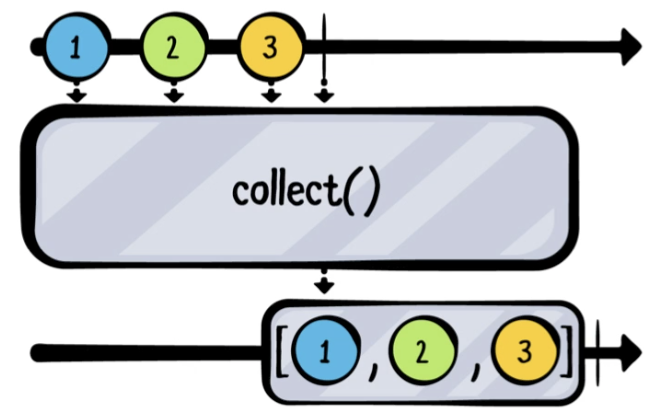 1 2 3
collect()
[1, 2, 3]